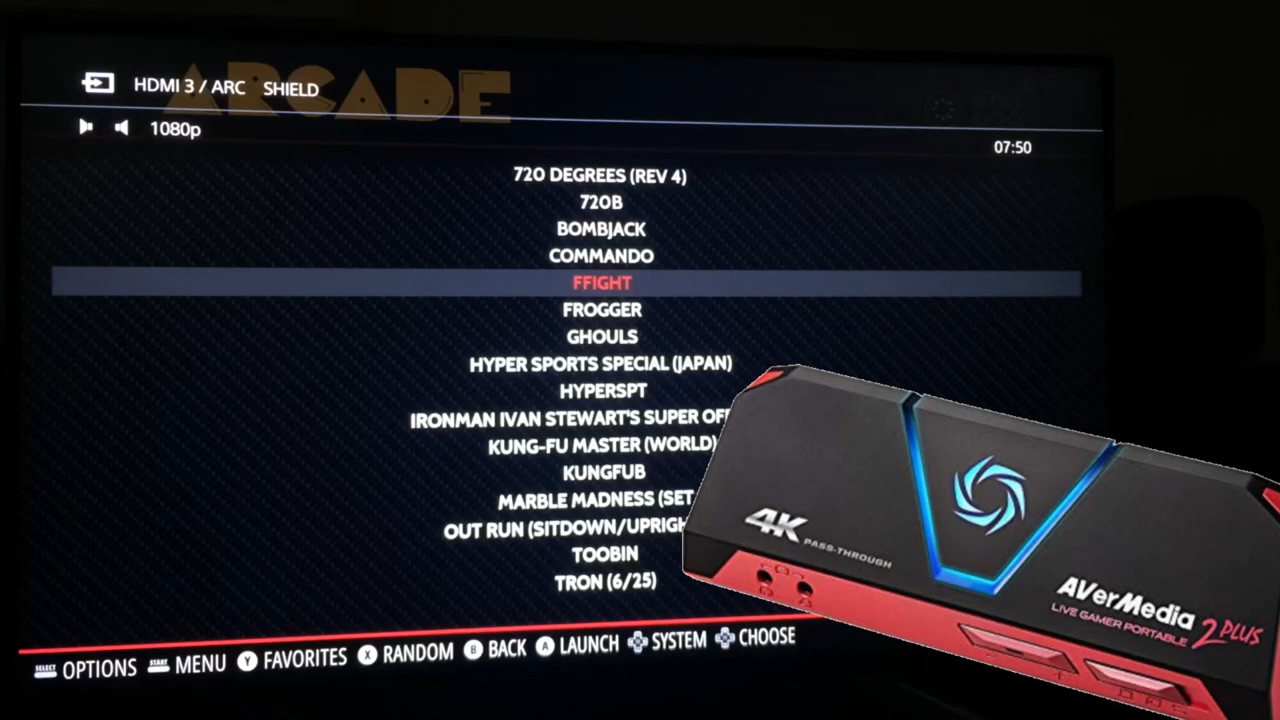 ARCADE
HDMI 3 / ARC SHIELD
1080p
07:50
720 DEGREES (REV 4)
720B
BOMBJACK
COMMANDO
FFIGHT
FROGGER
GHOULS
HYPER SPORTS SPECIAL (JAPAN)
HYPERSPT
IRONMAN IVAN STEWART'S SUPER OF
KUNG-FU MASTER (WORLD)
KUNGFUB
MARBLE MADNESS (SET
OUT RUN (SITDOWN/UPRIGH
TOOBIN
TRON (6/25)
SELECT OPTIONS START MENU Y FAVORITES X RANDOM B BACK A LAUNCH SYSTEM CHOOSE
4K PASS-THROUGH
AVerMedia
LIVE GAMER PORTABLE 2 PLUS